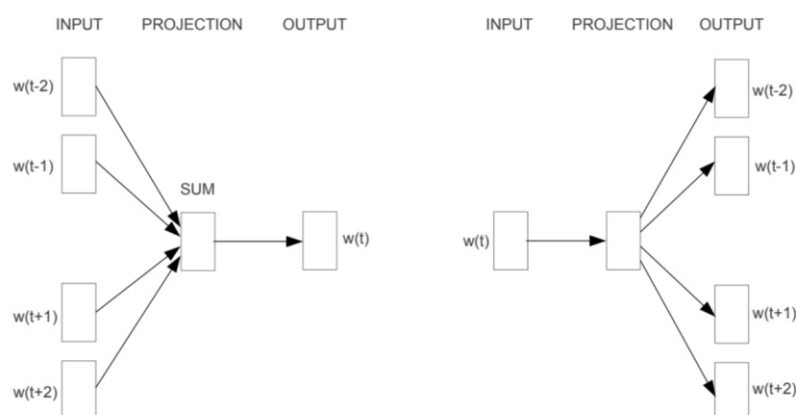 INPUT PROJECTION OUTPUT
w(t-2)
w(t-1)
SUM
w(t)
w(t+1)
w(t+2)
INPUT PROJECTION OUTPUT
w(t-2)
w(t-1)
w(t)
w(t+1)
w(t+2)